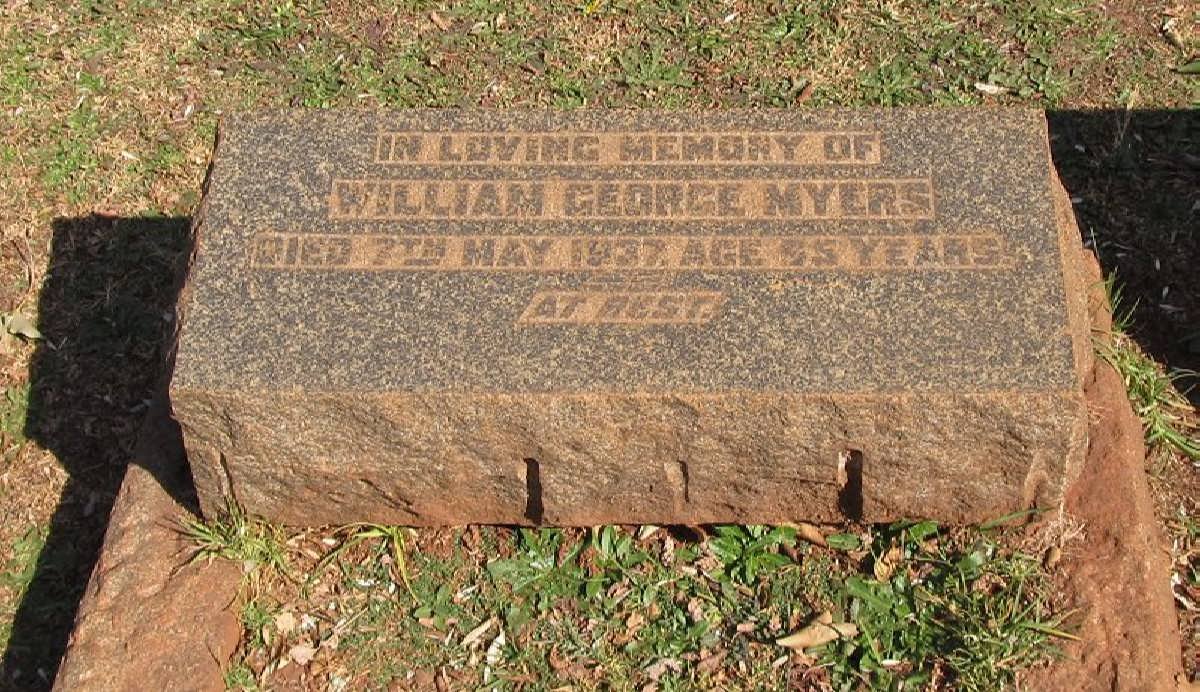 IN LOVING MEMORY OF
WILLIAM GEORGE MYERS
DIED 7TH MAY 1937. AGE YEARS.
AT REST.